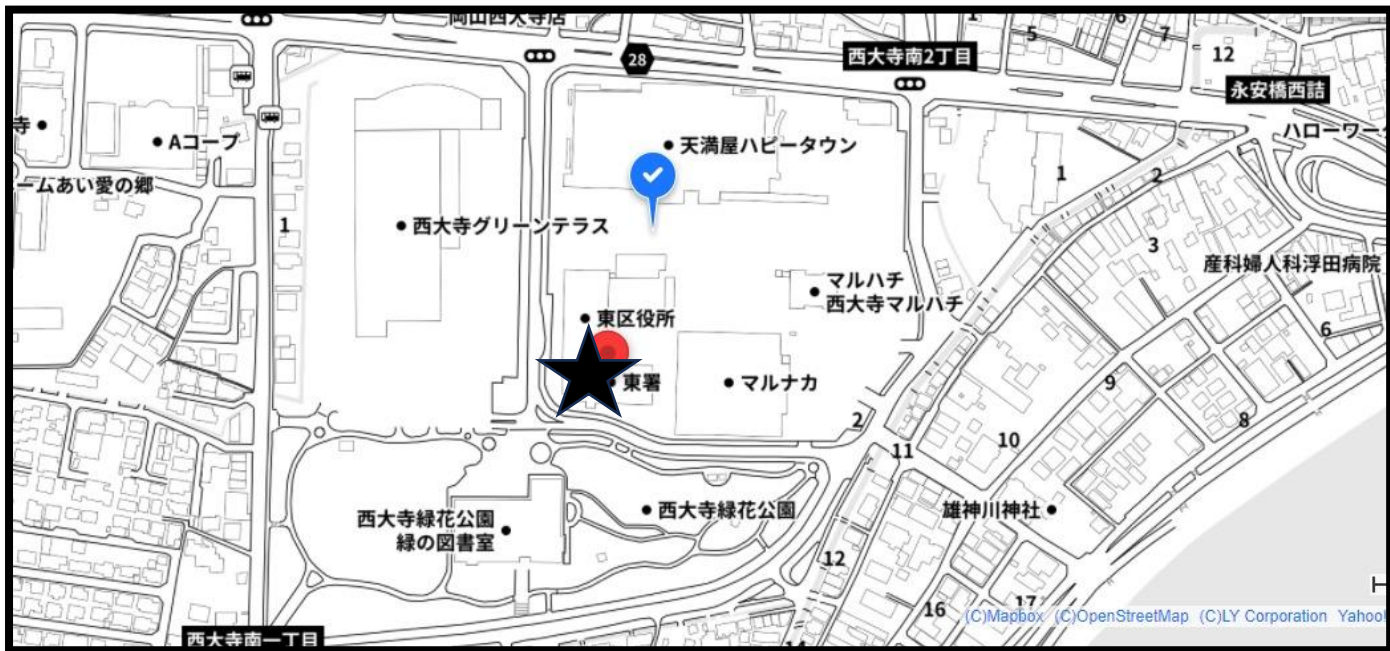 岡山西大寺店
1
6
5
7
28
西大寺南2丁目
12
永安橋西詰
寺
Aコープ
天満屋ハピータウン
ハローワーク
ームあい愛の郷
1
2
1
西大寺グリーンテラス
3
産科婦人科浮田病院
マルハチ
西大寺マルハチ
東区役所
6
東署
マルナカ
9
2
8
10
11
西大寺緑花公園
緑の図書室
西大寺緑花公園
雄神川神社
12
16
17
(C)Mapbox (C)OpenStreetMap (C)LY Corporation Yahoo!
西大寺南一丁目
14